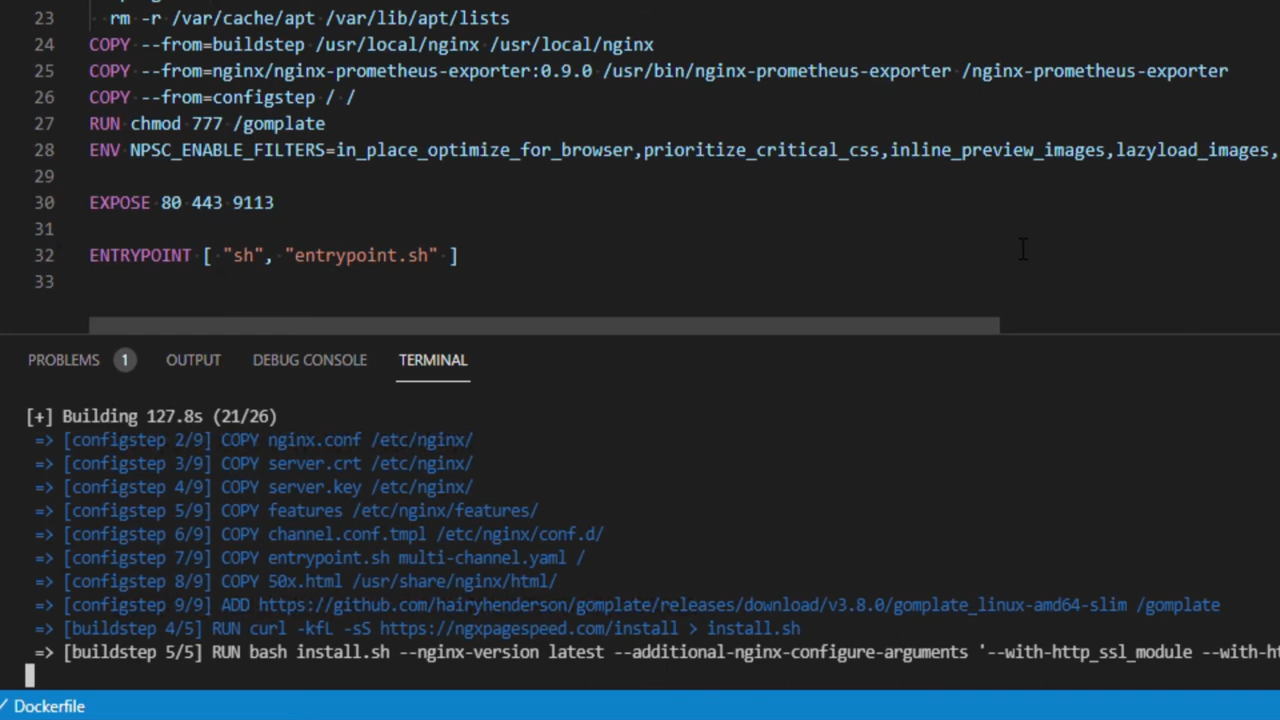 23 rm -r /var/cache/apt /var/lib/apt/lists
24 COPY --from=buildstep /usr/local/nginx /usr/local/nginx
25 COPY --from=nginx/nginx-prometheus-exporter:0.9.0 /usr/bin/nginx-prometheus-exporter /nginx-prometheus-exporter
26 COPY --from=configstep / /
27 RUN chmod 777 /gomplate
28 ENV NPSC_ENABLE_FILTERS=in_place_optimize_for_browser,prioritize_critical_css,inline_preview_images,lazyload_images,
29
30 EXPOSE 80 443 9113
31
32 ENTRYPOINT [ "sh", "entrypoint.sh" ]
33
PROBLEMS 1 OUTPUT DEBUG CONSOLE TERMINAL
[+] Building 127.8s (21/26)
=> [configstep 2/9] COPY nginx.conf /etc/nginx/
=> [configstep 3/9] COPY server.crt /etc/nginx/
=> [configstep 4/9] COPY server.key /etc/nginx/
=> [configstep 5/9] COPY features /etc/nginx/features/
=> [configstep 6/9] COPY channel.conf.tmpl /etc/nginx/conf.d/
=> [configstep 7/9] COPY entrypoint.sh multi-channel.yaml /
=> [configstep 8/9] COPY 50x.html /usr/share/nginx/html/
=> [configstep 9/9] ADD https://github.com/hairyhenderson/gomplate/releases/download/v3.8.0/gomplate_linux-amd64-slim /gomplate
=> [buildstep 4/5] RUN curl -kfL -sS https://ngxpagespeed.com/install > install.sh
=> [buildstep 5/5] RUN bash install.sh --nginx-version latest --additional-nginx-configure-arguments '--with-http_ssl_module --with-ht
Dockerfile